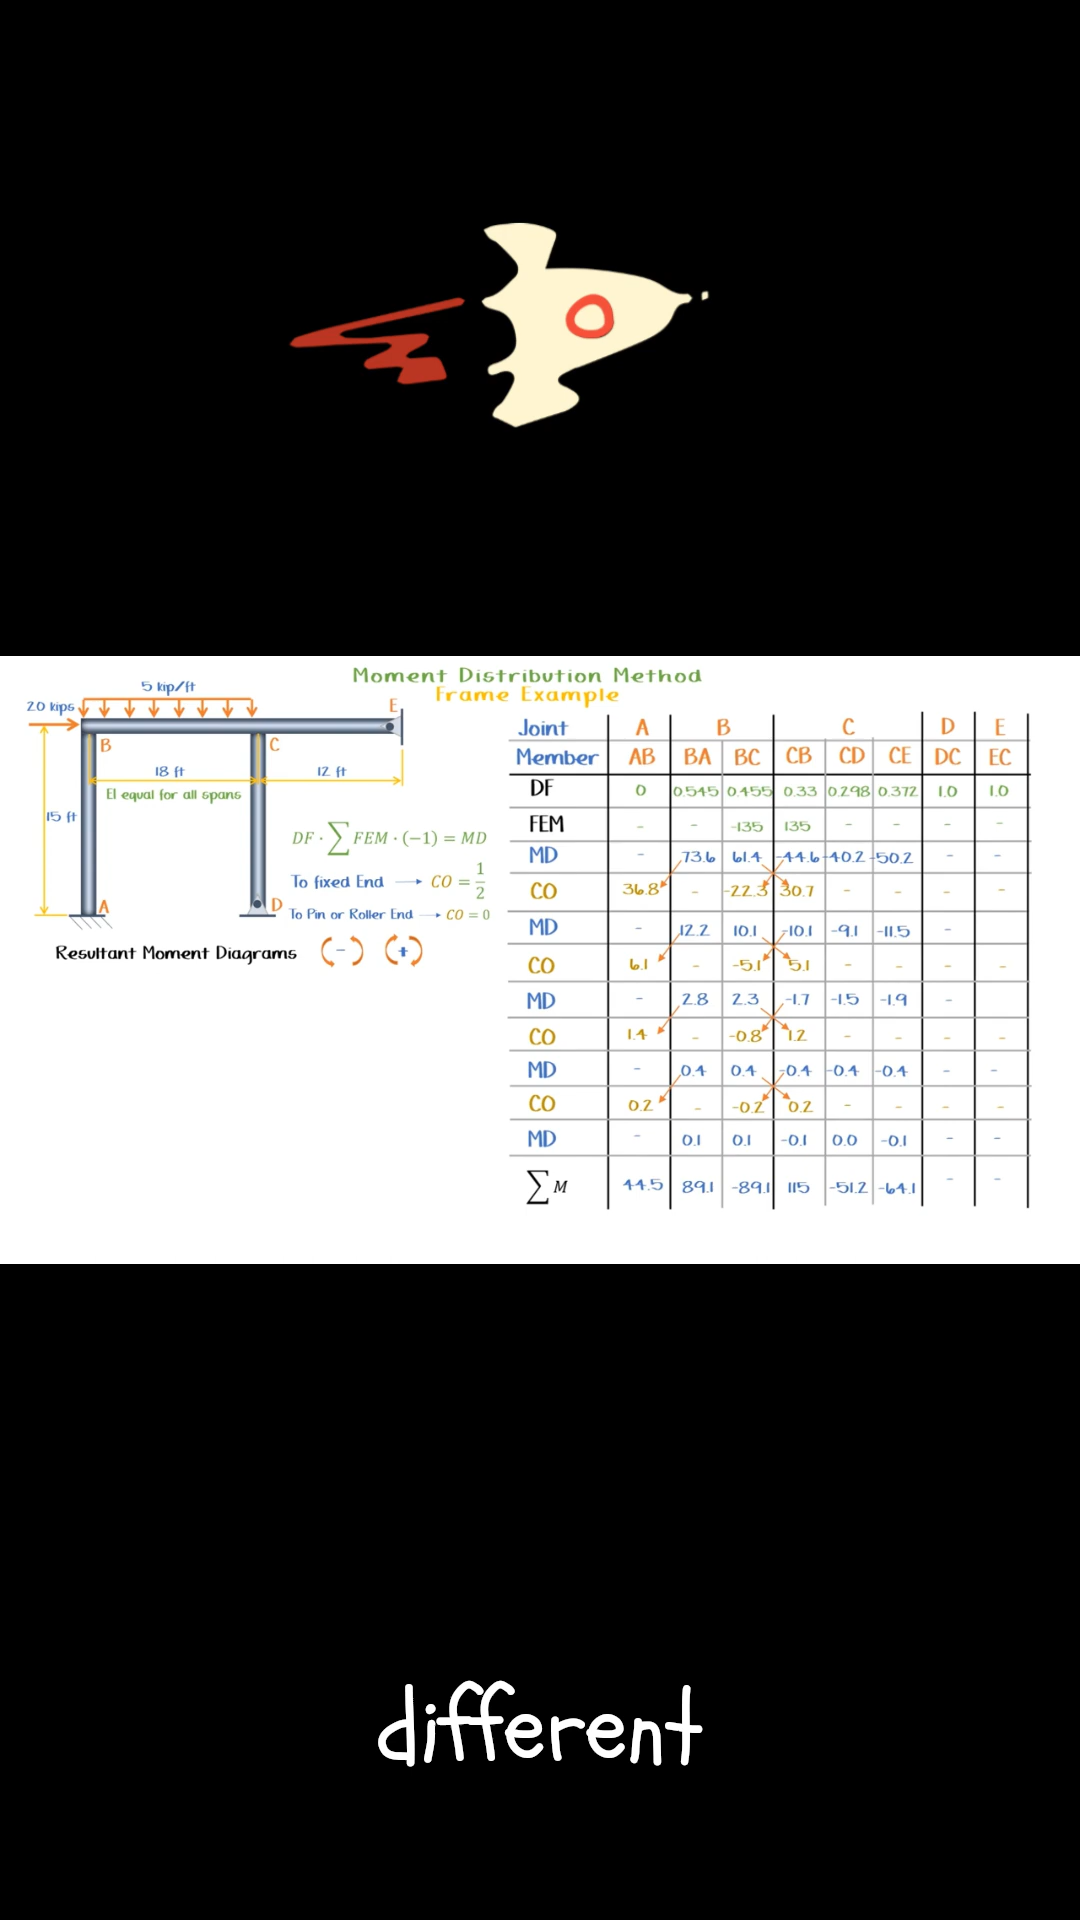 Moment Distribution Method
Frame Example
5 kip/ft
20 kips
E
B
C
18 ft
12 ft
EI equal for all spans
15 ft
DF · ∑ FEM · (−1) = MD
To fixed End → CO = 1/2
A
D
To Pin or Roller End → CO = 0
Resultant Moment Diagrams (-) (+)
Joint A B C D E
Member AB BA BC CB CD CE DC EC
DF 0 0.545 0.455 0.33 0.298 0.372 1.0 1.0
FEM - - -135 135 - - - -
MD - 73.6 61.4 -44.6 -40.2 -50.2 - -
CO 36.8 - -22.3 30.7 - - - -
MD - 12.2 10.1 -10.1 -9.1 -11.5 -
CO 6.1 - -5.1 5.1 - - - -
MD - 2.8 2.3 -1.7 -1.5 -1.9 -
CO 1.4 - -0.8 1.2 - - - -
MD - 0.4 0.4 -0.4 -0.4 -0.4 - -
CO 0.2 - -0.2 0.2 - - - -
MD - 0.1 0.1 -0.1 0.0 -0.1 - -
∑M 44.5 89.1 -89.1 115 -51.2 -64.1 - -
different